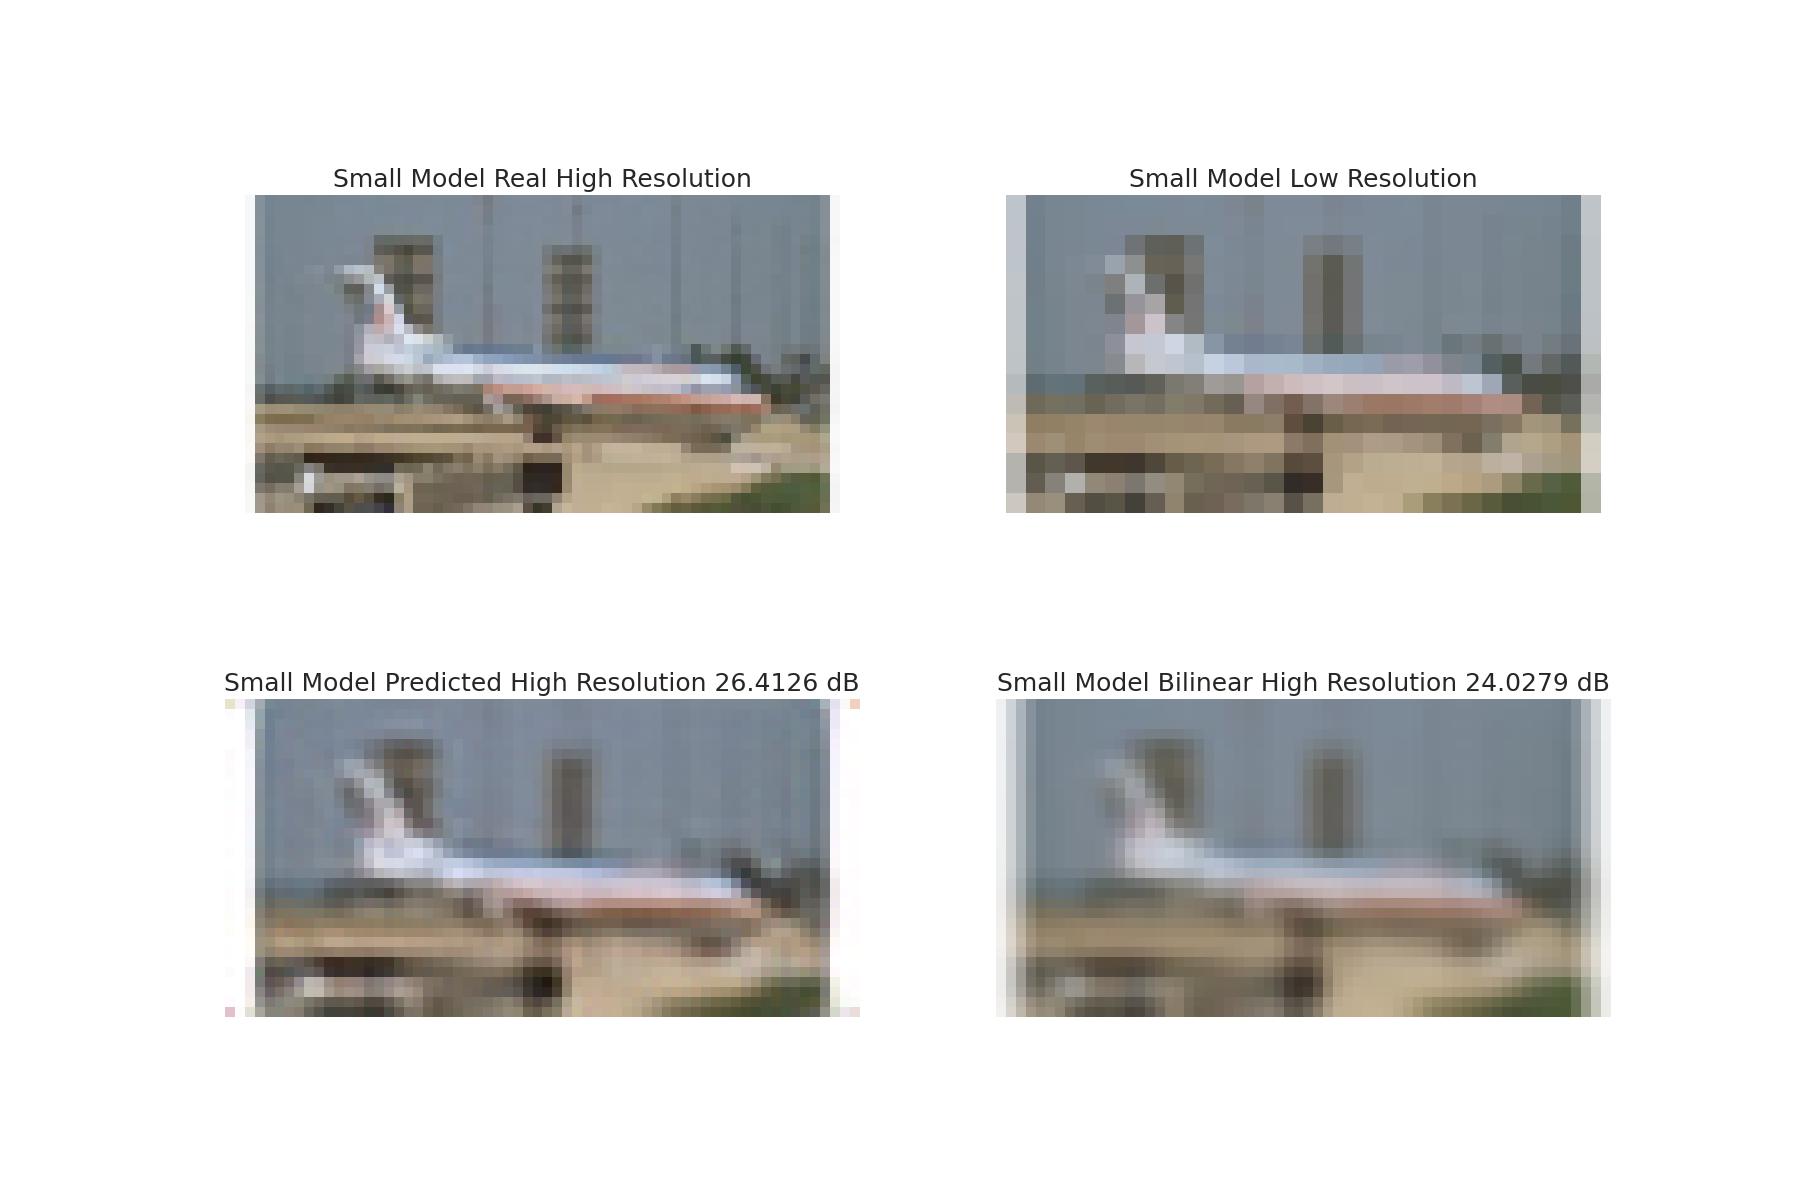 Small Model Real High Resolution
Small Model Low Resolution
Small Model Predicted High Resolution 26.4126 dB
Small Model Bilinear High Resolution 24.0279 dB